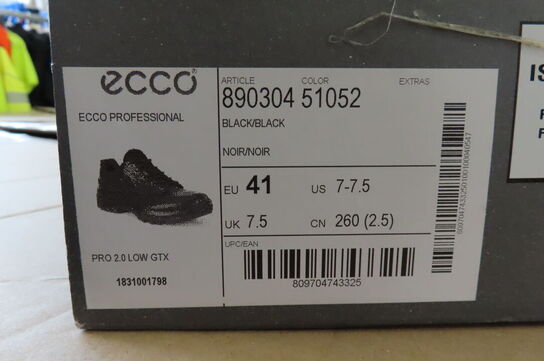 ecco®
ECCO PROFESSIONAL
PRO 2.0 LOW GTX
1831001798
ARTICLE COLOR EXTRAS
890304 51052
BLACK/BLACK
NOIR/NOIR
EU 41 US 7-7.5
UK 7.5 CN 260 (2.5)
UPC/EAN
809704743325
IS